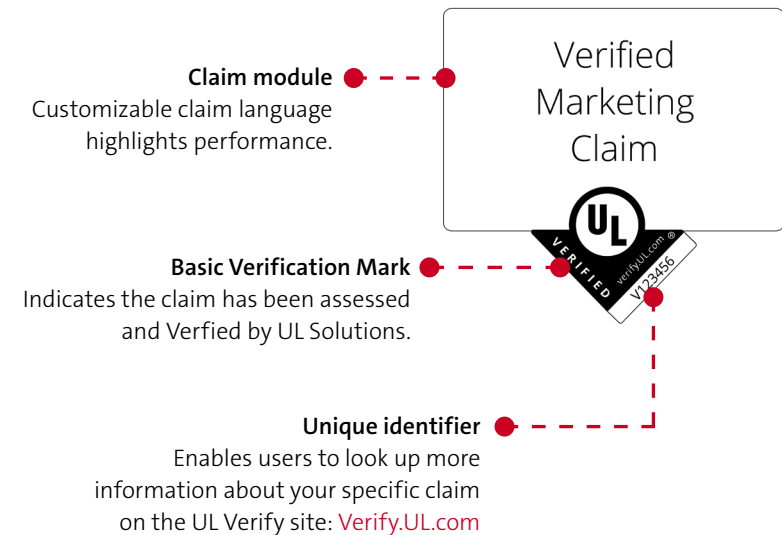 Verified
Marketing
Claim
Claim module
Customizable claim language
highlights performance.
UL
VERIFIED
verifyUL.com ®
V123456
Basic Verification Mark
Indicates the claim has been assessed
and Verfied by UL Solutions.
Unique identifier
Enables users to look up more
information about your specific claim
on the UL Verify site: Verify.UL.com